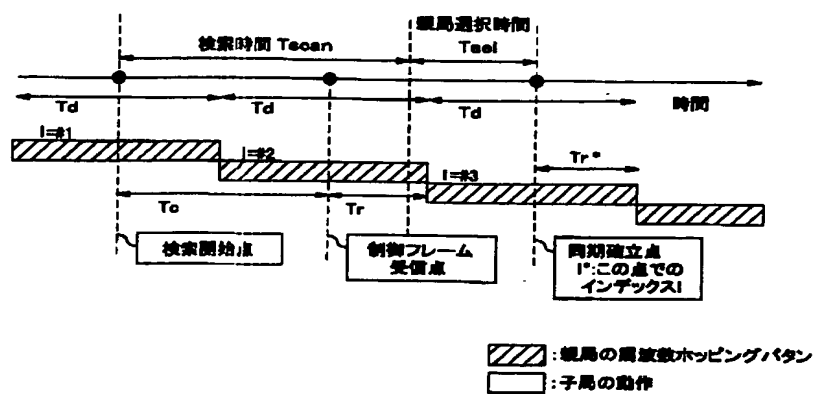 親局選択時間
検索時間 Tscan
Tsel
時間
Td
Td
Td
I=#1
I=#2
I=#3
Tr*
Tc
Tr
検索開始点
制御フレーム
受信点
同期確立点
I*:この点での
インデックスI
:親局の周波数ホッピングパタン
:子局の動作